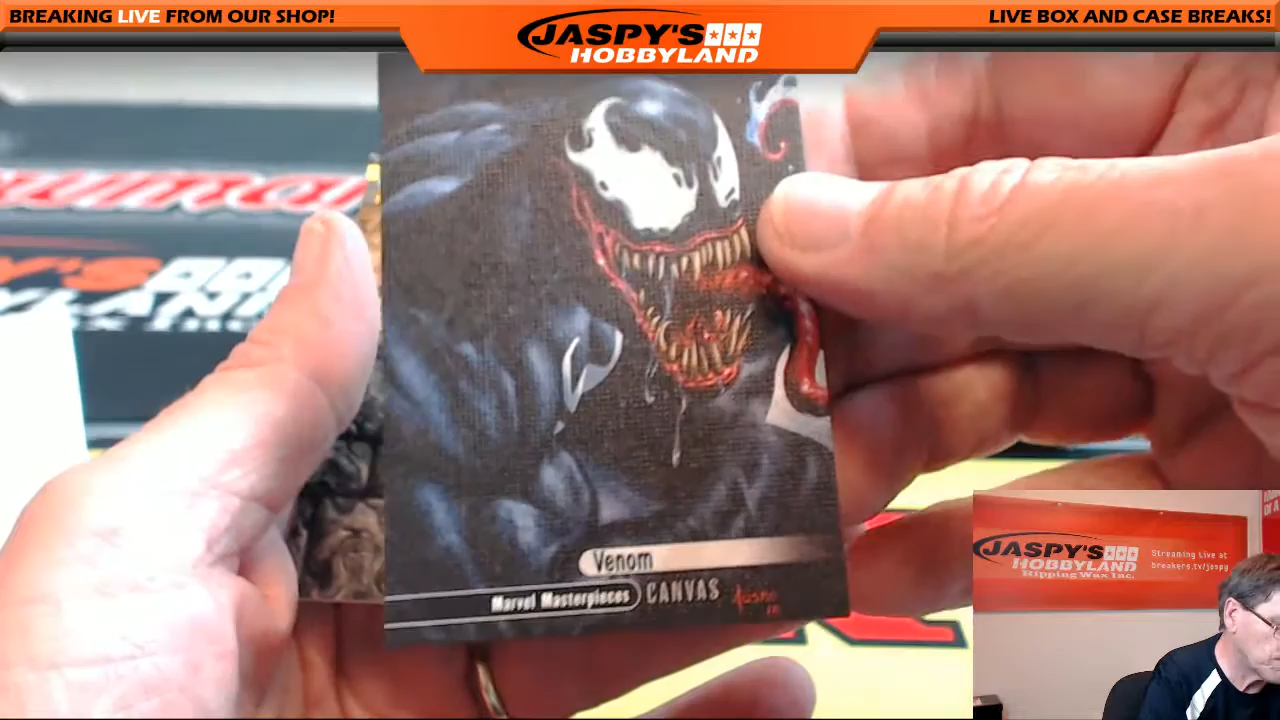 BREAKING LIVE FROM OUR SHOP!
JASPY'S
HOBBYLAND
LIVE BOX AND CASE BREAKS!
Venom
Marvel Masterpieces
CANVAS
JASPY'S
HOBBYLAND
Ripping Wax Inc.
Streaming Live at
breakers.tv/jaspy